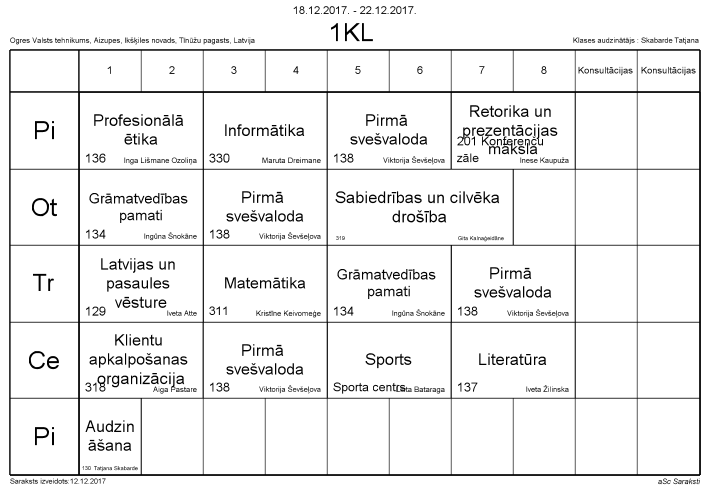 18.12.2017. - 22.12.2017.
1KL
Ogres Valsts tehnikums, Aizupes, Ikšķiles novads, Tīnūžu pagasts, Latvija
Klases audzinātājs : Skabarde Tatjana
1 2 3 4 5 6 7 8 Konsultācijas Konsultācijas
Pi
Profesionālā
ētika
136 Inga Lišmane Ozoliņa
Informātika
330 Maruta Dreimane
Pirmā
svešvaloda
138 Viktorija Ševšeļova
Retorika un
prezentācijas
māksla
201 Konferenču
zāle Inese Kaupuža
Ot
Grāmatvedības
pamati
134 Ingūna Šnokāne
Pirmā
svešvaloda
138 Viktorija Ševšeļova
Sabiedrības un cilvēka
drošība
319 Gita Kalnaģeidāne
Tr
Latvijas un
pasaules
vēsture
129 Iveta Atte
Matemātika
311 Kristīne Keivomeģe
Grāmatvedības
pamati
134 Ingūna Šnokāne
Pirmā
svešvaloda
138 Viktorija Ševšeļova
Ce
Klientu
apkalpošanas
organizācija
318 Aiga Pastare
Pirmā
svešvaloda
138 Viktorija Ševšeļova
Sports
Sporta centrs Bataraga
Literatūra
137 Iveta Žilinska
Pi
Audzin
āšana
130 Tatjana Skabarde
Saraksts izveidots:12.12.2017
aSc Saraksti